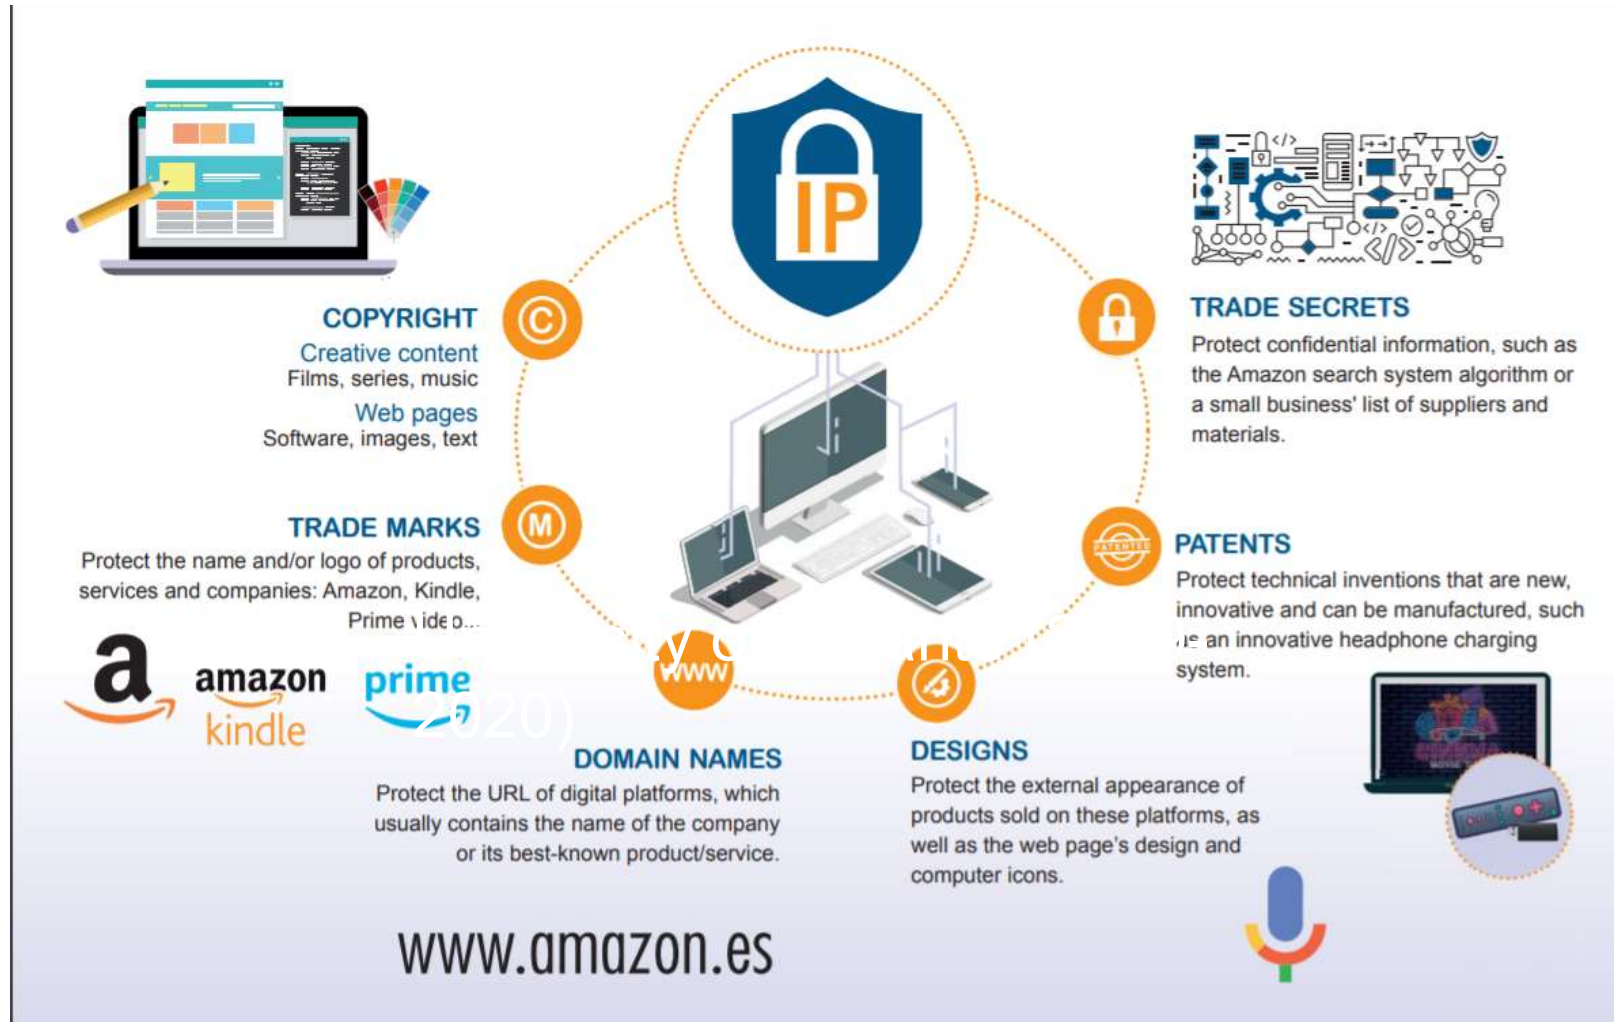 IP
COPYRIGHT
Creative content
Films, series, music
Web pages
Software, images, text
©
TRADE MARKS
Protect the name and/or logo of products,
services and companies: Amazon, Kindle,
Prime video...
M
a
amazon
kindle
prime
2020)
www
DOMAIN NAMES
Protect the URL of digital platforms, which
usually contains the name of the company
or its best-known product/service.
www.amazon.es
DESIGNS
Protect the external appearance of
products sold on these platforms, as
well as the web page's design and
computer icons.
TRADE SECRETS
Protect confidential information, such as
the Amazon search system algorithm or
a small business' list of suppliers and
materials.
PATENTED
PATENTS
Protect technical inventions that are new,
innovative and can be manufactured, such
as an innovative headphone charging
system.